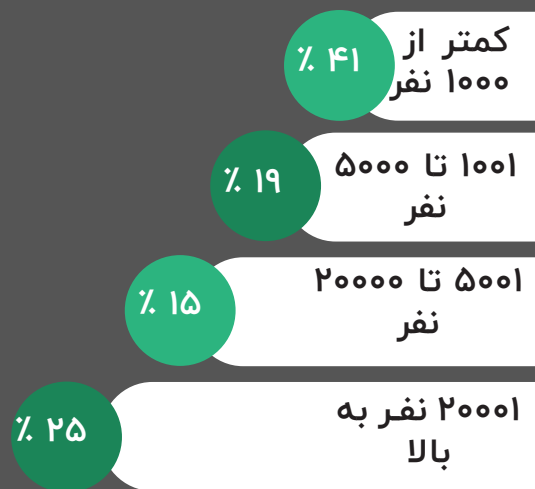 کمتر از
۱۰۰۰ نفر
۴۱ ٪
۱۰۰۱ تا ۵۰۰۰
نفر
۱۹ ٪
۵۰۰۱ تا ۲۰۰۰۰
نفر
۱۵ ٪
۲۰۰۰۱ نفر به
بالا
۲۵ ٪